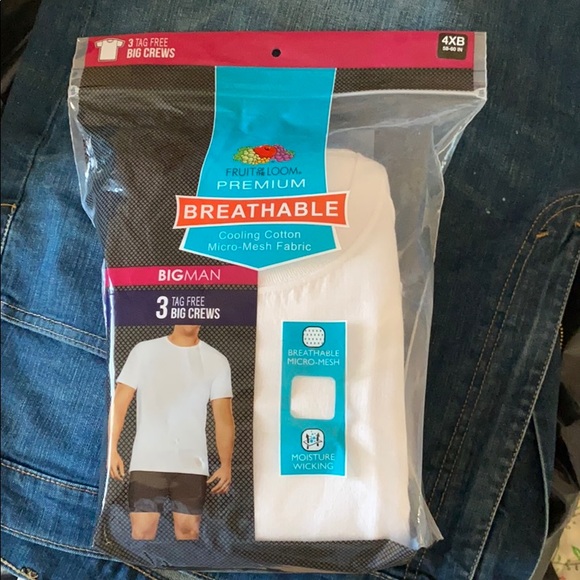 3 TAG FREE
BIG CREWS
4XB
58-60 IN
FRUIT OF THE LOOM®
PREMIUM
BREATHABLE
Cooling Cotton
Micro-Mesh Fabric
BIGMAN
3 TAG FREE
BIG CREWS
BREATHABLE
MICRO-MESH
MOISTURE
WICKING